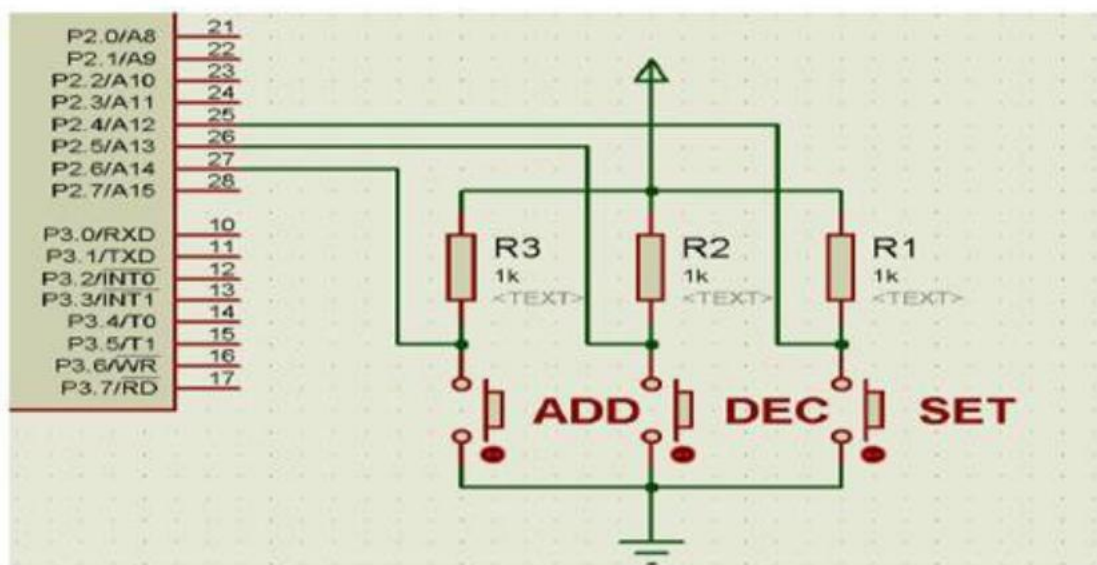 P2.0/A8 21
P2.1/A9 22
P2.2/A10 23
P2.3/A11 24
P2.4/A12 25
P2.5/A13 26
P2.6/A14 27
P2.7/A15 28
P3.0/RXD 10
P3.1/TXD 11
P3.2/INT0 12
P3.3/INT1 13
P3.4/T0 14
P3.5/T1 15
P3.6/WR 16
P3.7/RD 17
R3 R2 R1
1k 1k 1k
<TEXT> <TEXT> <TEXT>
ADD DEC SET